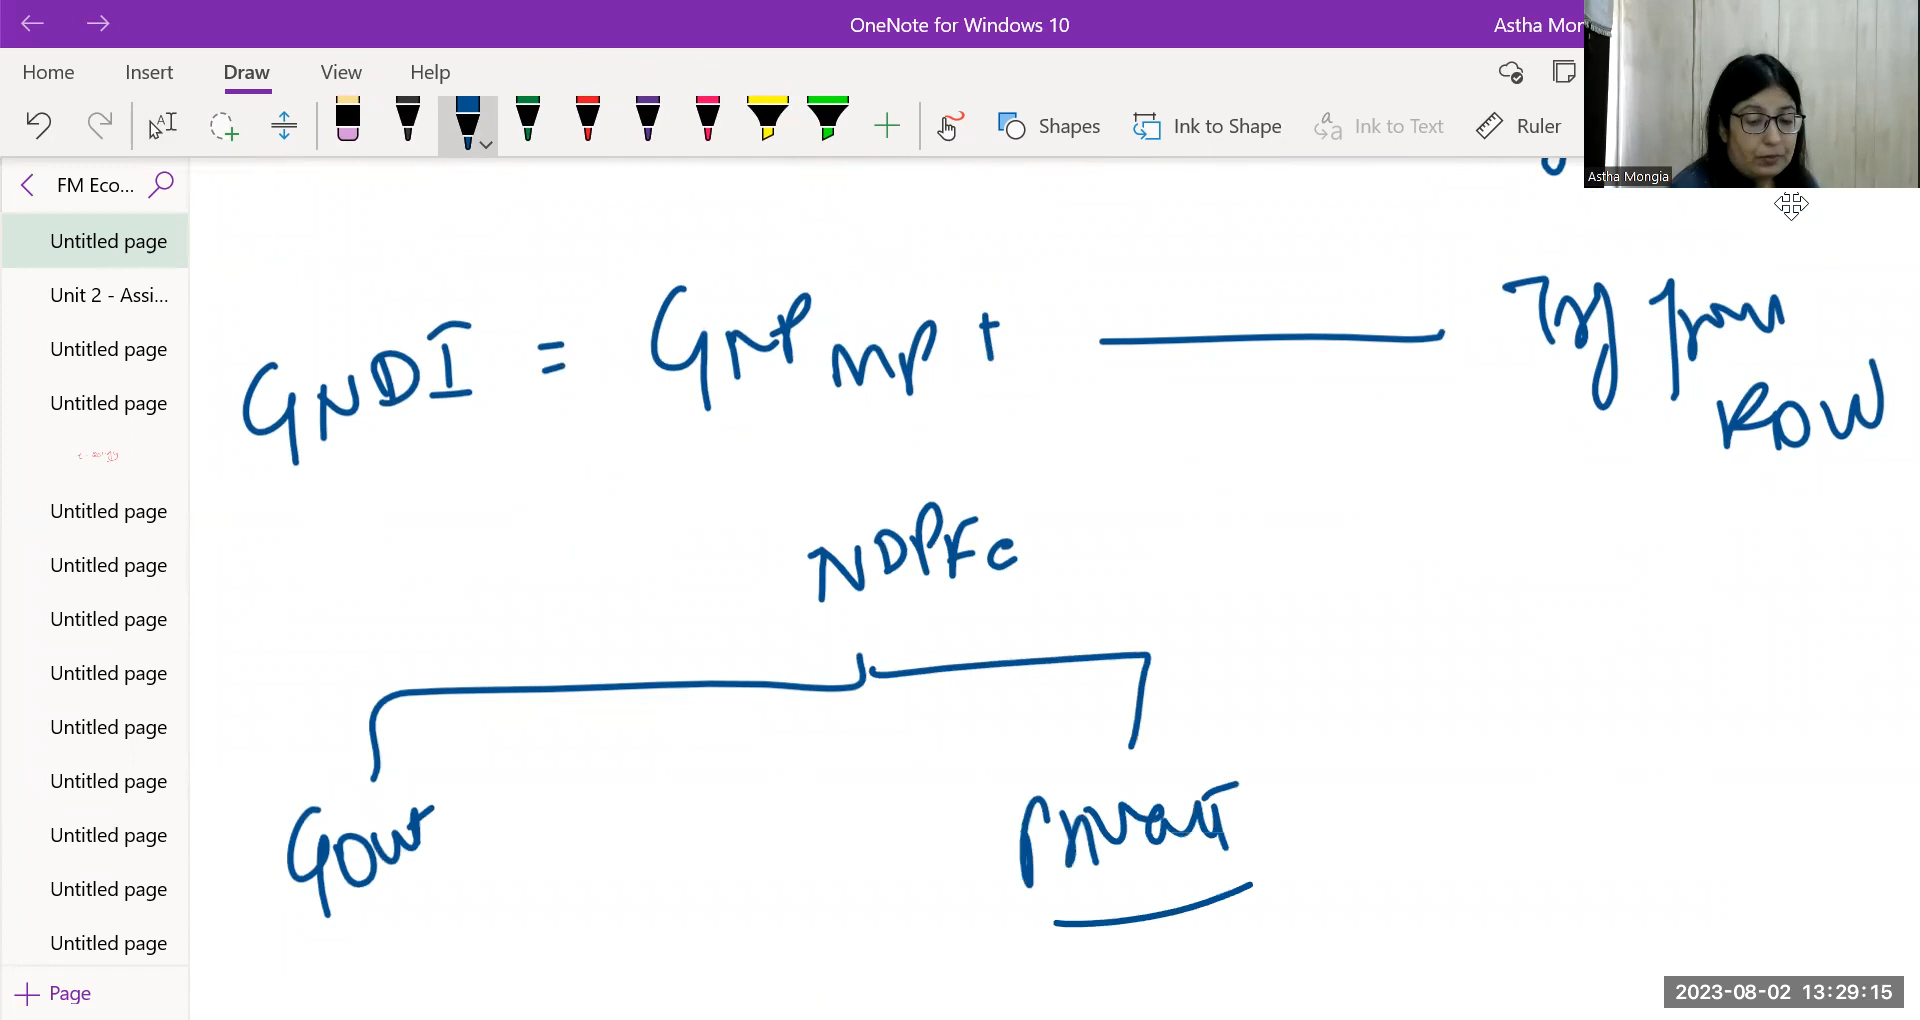 OneNote for Windows 10
Astha Mon
Home Insert Draw View Help
Shapes Ink to Shape Ink to Text Ruler
FM Eco...
Astha Mongia
Untitled page
Unit 2 - Assi...
Untitled page
Untitled page
Untitled page
Untitled page
Untitled page
Untitled page
Untitled page
Untitled page
Untitled page
Untitled page
Untitled page
Page
GNDI = GNP MP + from
ROW
NDPFC
Govt Private
2023-08-02 13:29:15